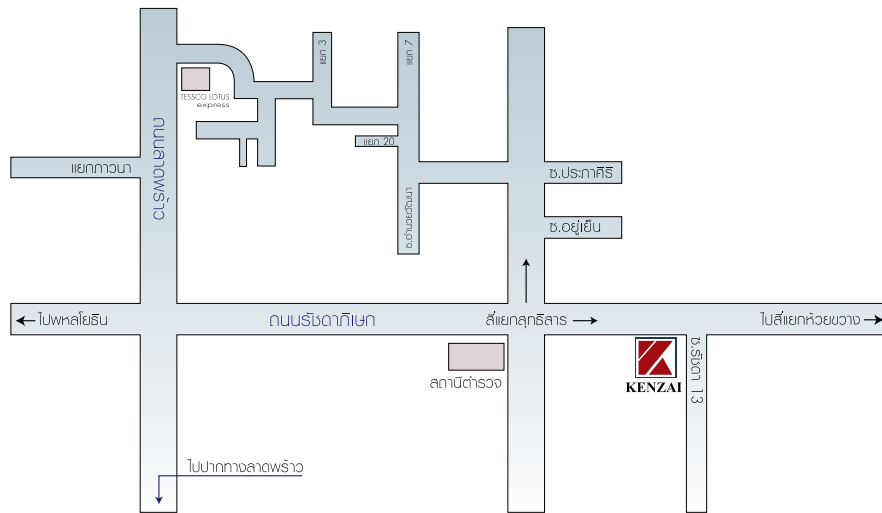 แยก 3
แยก 7
TESSCO LOTUS
express
ถนนลาดพร้าว
แยก 20
แยกภาวนา
ซ.ประภาศิริ
ซ.อำนวยวัฒนา
ซ.อยู่เย็น
ไปพหลโยธิน
ถนนรัชดาภิเษก
สี่แยกสุทธิสาร
ไปสี่แยกห้วยขวาง
สถานีตำรวจ
KENZAI
ซ.รัชดา 13
ไปปากทางลาดพร้าว